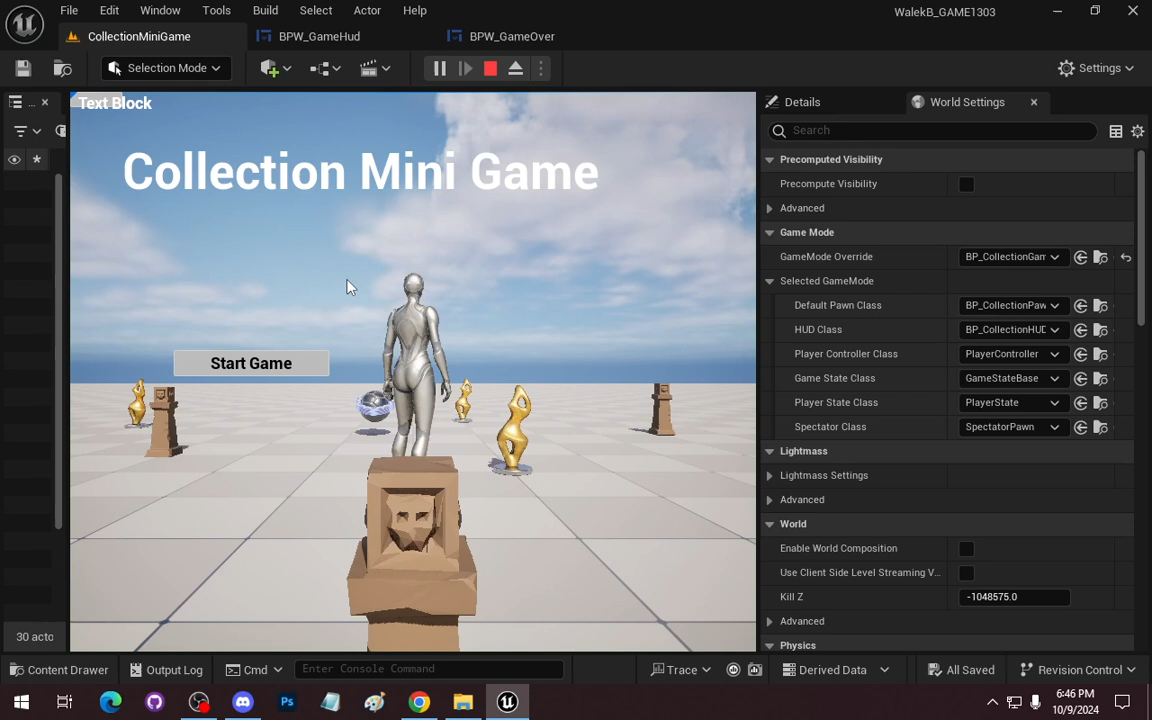 File Edit Window Tools Build Select Actor Help
WalekB_GAME1303
CollectionMiniGame
BPW_GameHud
BPW_GameOver
Selection Mode
Settings
...
Details
World Settings
Text Block
Search
Collection Mini Game
Precomputed Visibility
Precompute Visibility
Advanced
Game Mode
GameMode Override
BP_CollectionGam
Selected GameMode
Default Pawn Class
BP_CollectionPaw
HUD Class
BP_CollectionHUD
Player Controller Class
PlayerController
Start Game
Game State Class
GameStateBase
Player State Class
PlayerState
Spectator Class
SpectatorPawn
Lightmass
Lightmass Settings
Advanced
World
Enable World Composition
Use Client Side Level Streaming V...
Kill Z
-1048575.0
Advanced
Physics
30 acto
Content Drawer
Output Log
Cmd
Enter Console Command
Trace
Derived Data
All Saved
Revision Control
Ps
6:46 PM
10/9/2024